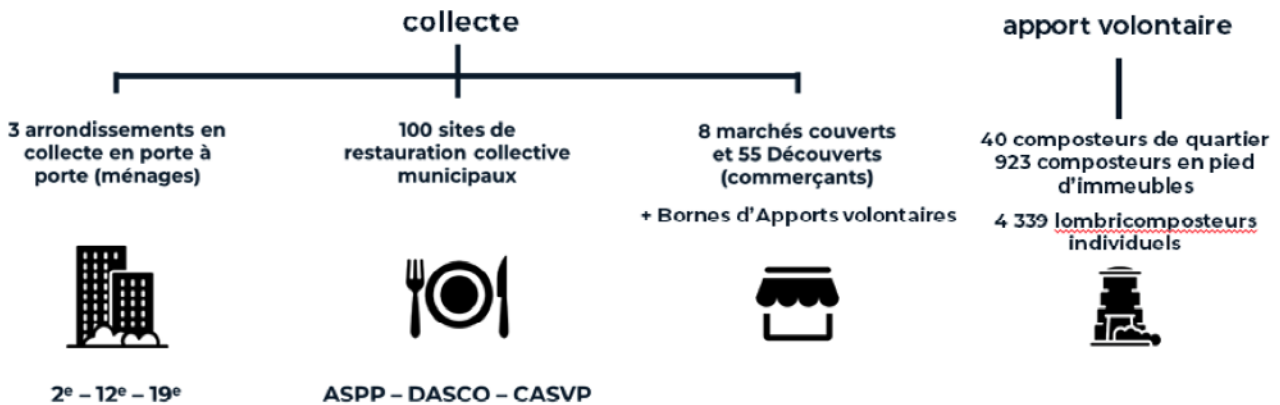 collecte
3 arrondissements en
collecte en porte à
porte (ménages)
2e – 12e – 19e
100 sites de
restauration collective
municipaux
ASPP – DASCO – CASVP
8 marchés couverts
et 55 Découverts
(commerçants)
+ Bornes d'Apports volontaires
apport volontaire
40 composteurs de quartier
923 composteurs en pied
d'immeubles
4 339 lombricomposteurs
individuels